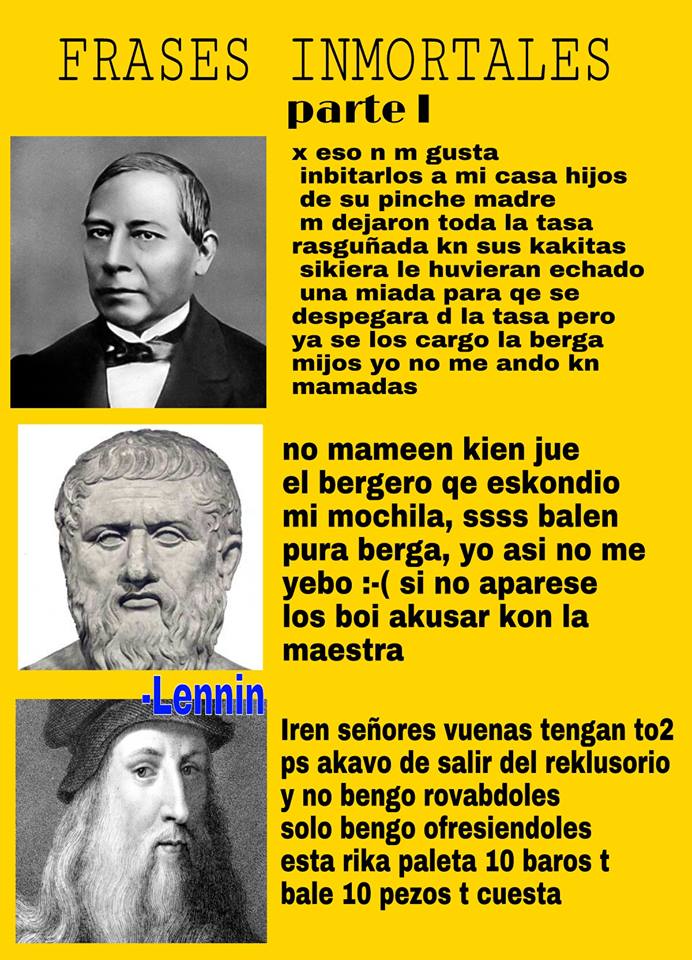 FRASES INMORTALES
parte I
x eso n m gusta
inbitarlos a mi casa hijos
de su pinche madre
m dejaron toda la tasa
rasguñada kn sus kakitas
sikiera le huvieran echado
una miada para qe se
despegara d la tasa pero
ya se los cargo la berga
mijos yo no me ando kn
mamadas
no mameen kien jue
el bergero qe eskondio
mi mochila, ssss balen
pura berga, yo asi no me
yebo :-( si no aparese
los boi akusar kon la
maestra
-Lennin
Iren señores vuenas tengan to2
ps akavo de salir del reklusorio
y no bengo rovabdoles
solo bengo ofresiendoles
esta rika paleta 10 baros t
bale 10 pezos t cuesta